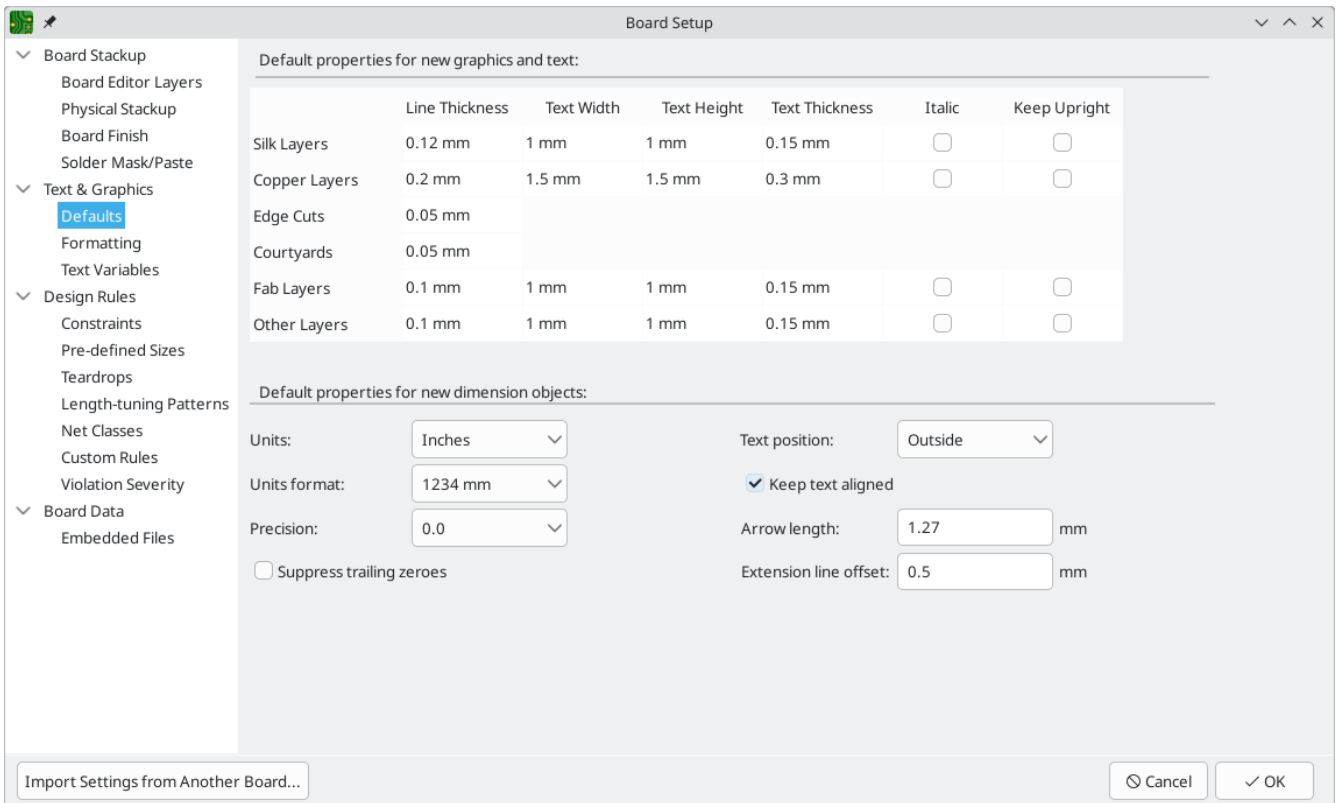 Board Setup
Board Stackup
Board Editor Layers
Physical Stackup
Board Finish
Solder Mask/Paste
Text & Graphics
Defaults
Formatting
Text Variables
Design Rules
Constraints
Pre-defined Sizes
Teardrops
Length-tuning Patterns
Net Classes
Custom Rules
Violation Severity
Board Data
Embedded Files
Default properties for new graphics and text:
Line Thickness Text Width Text Height Text Thickness Italic Keep Upright
Silk Layers 0.12 mm 1 mm 1 mm 0.15 mm
Copper Layers 0.2 mm 1.5 mm 1.5 mm 0.3 mm
Edge Cuts 0.05 mm
Courtyards 0.05 mm
Fab Layers 0.1 mm 1 mm 1 mm 0.15 mm
Other Layers 0.1 mm 1 mm 1 mm 0.15 mm
Default properties for new dimension objects:
Units: Inches Text position: Outside
Units format: 1234 mm Keep text aligned
Precision: 0.0 Arrow length: 1.27 mm
Suppress trailing zeroes Extension line offset: 0.5 mm
Import Settings from Another Board... Cancel OK